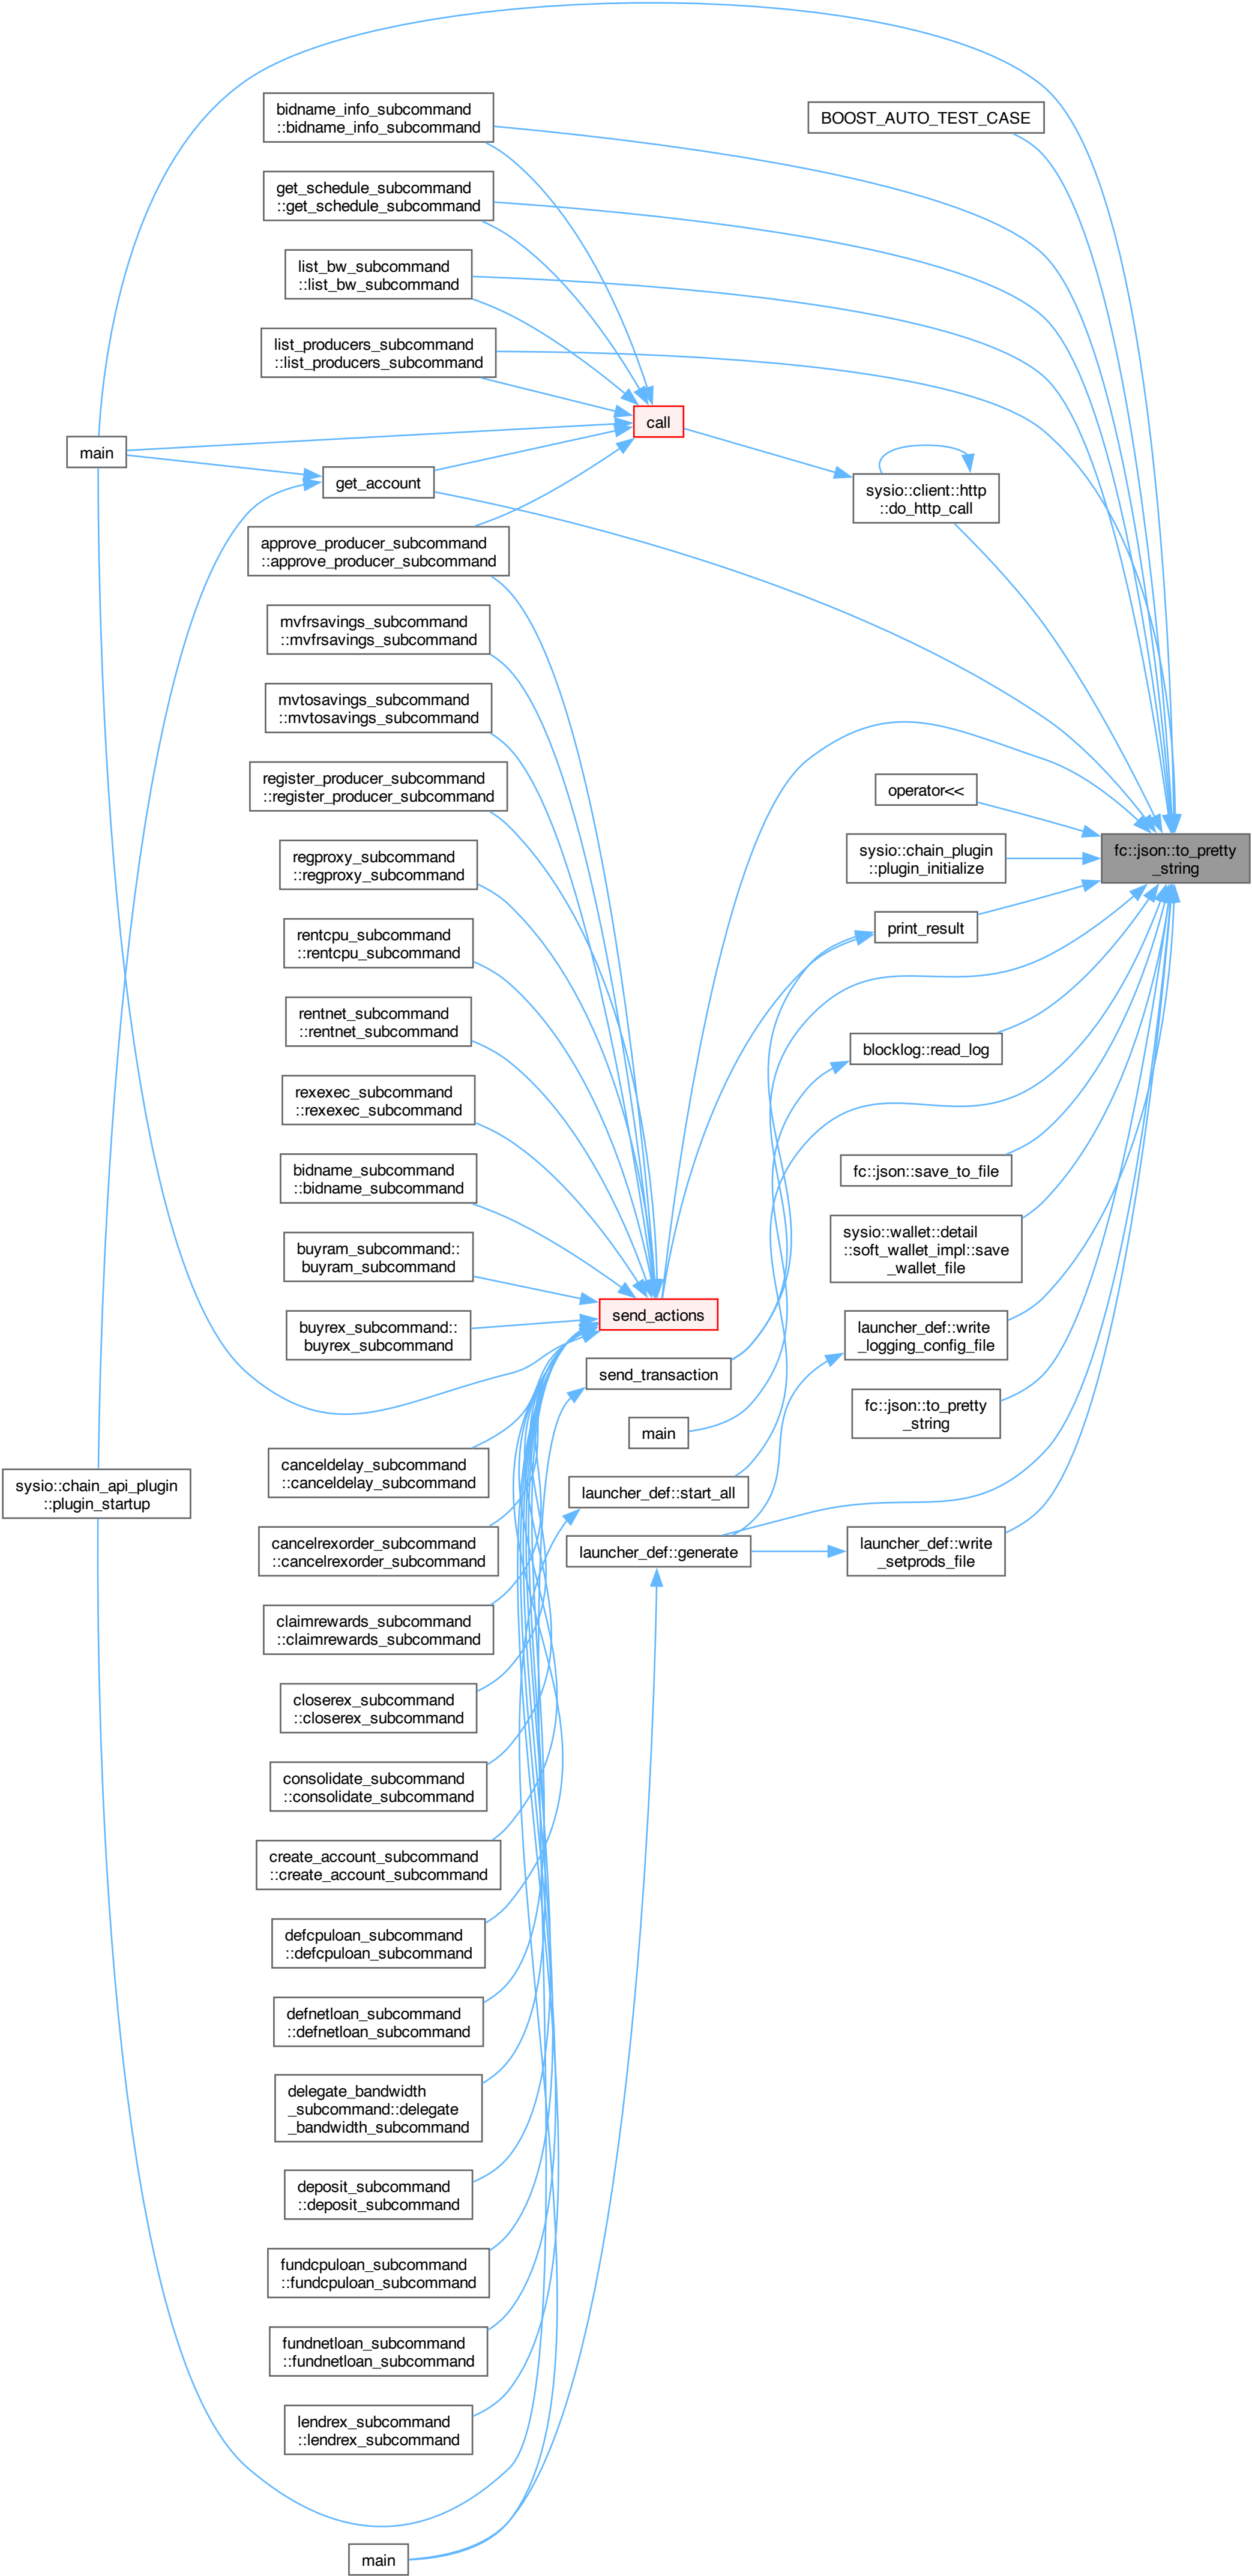 bidname_info_subcommand
::bidname_info_subcommand
get_schedule_subcommand
::get_schedule_subcommand
list_bw_subcommand
::list_bw_subcommand
list_producers_subcommand
::list_producers_subcommand
main
get_account
approve_producer_subcommand
::approve_producer_subcommand
mvfrsavings_subcommand
::mvfrsavings_subcommand
mvtosavings_subcommand
::mvtosavings_subcommand
register_producer_subcommand
::register_producer_subcommand
regproxy_subcommand
::regproxy_subcommand
rentcpu_subcommand
::rentcpu_subcommand
rentnet_subcommand
::rentnet_subcommand
rexexec_subcommand
::rexexec_subcommand
bidname_subcommand
::bidname_subcommand
buyram_subcommand::
buyram_subcommand
buyrex_subcommand::
buyrex_subcommand
sysio::chain_api_plugin
::plugin_startup
canceldelay_subcommand
::canceldelay_subcommand
cancelrexorder_subcommand
::cancelrexorder_subcommand
claimrewards_subcommand
::claimrewards_subcommand
closerex_subcommand
::closerex_subcommand
consolidate_subcommand
::consolidate_subcommand
create_account_subcommand
::create_account_subcommand
defcpuloan_subcommand
::defcpuloan_subcommand
defnetloan_subcommand
::defnetloan_subcommand
delegate_bandwidth
_subcommand::delegate
_bandwidth_subcommand
deposit_subcommand
::deposit_subcommand
fundcpuloan_subcommand
::fundcpuloan_subcommand
fundnetloan_subcommand
::fundnetloan_subcommand
lendrex_subcommand
::lendrex_subcommand
main
call
send_actions
send_transaction
main
launcher_def::start_all
launcher_def::generate
BOOST_AUTO_TEST_CASE
sysio::client::http
::do_http_call
operator<<
sysio::chain_plugin
::plugin_initialize
print_result
blocklog::read_log
fc::json::save_to_file
sysio::wallet::detail
::soft_wallet_impl::save
_wallet_file
launcher_def::write
_logging_config_file
fc::json::to_pretty
_string
launcher_def::write
_setprods_file
fc::json::to_pretty
_string